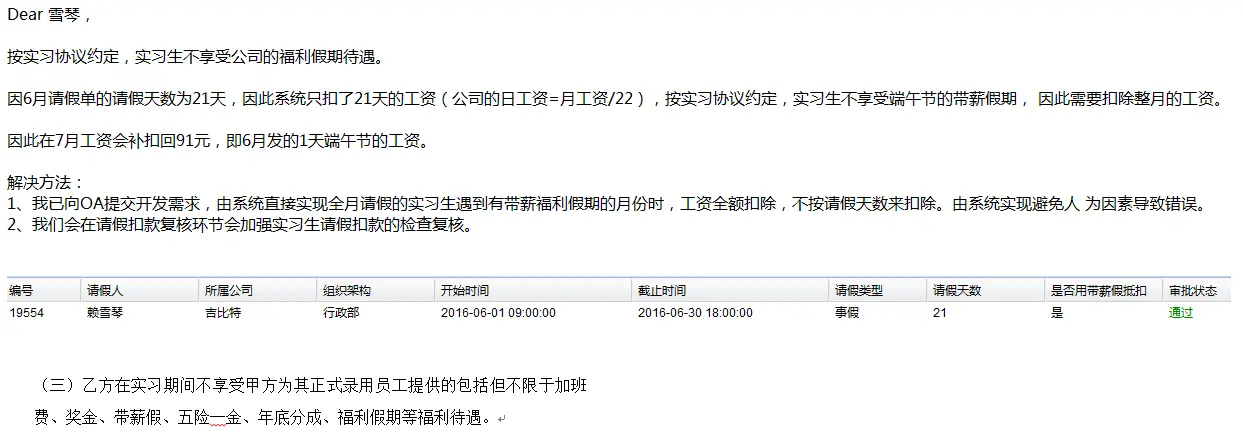 Dear 雪琴，
按实习协议约定，实习生不享受公司的福利假期待遇。
因6月请假单的请假天数为21天，因此系统只扣了21天的工资（公司的日工资=月工资/22），按实习协议约定，实习生不享受端午节的带薪假期， 因此需要扣除整月的工资。
因此在7月工资会补扣回91元，即6月发的1天端午节的工资。
解决方法：
1、我已向OA提交开发需求，由系统直接实现全月请假的实习生遇到有带薪福利假期的月份时，工资全额扣除，不按请假天数来扣除。由系统实现避免人 为因素导致错误。
2、我们会在请假扣款复核环节会加强实习生请假扣款的检查复核。
编号 请假人 所属公司 组织架构 开始时间 截止时间 请假类型 请假天数 是否用带薪假抵扣 审批状态
19554 赖雪琴 吉比特 行政部 2016-06-01 09:00:00 2016-06-30 18:00:00 事假 21 是 通过
（三）乙方在实习期间不享受甲方为其正式录用员工提供的包括但不限于加班
费、奖金、带薪假、五险一金、年底分成、福利假期等福利待遇。